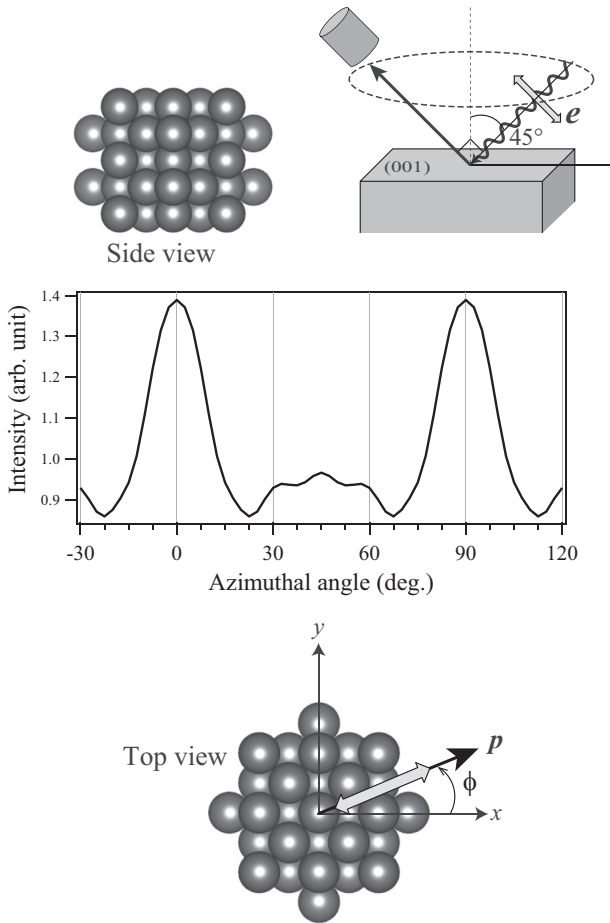 e
45°
(001)
Side view
Intensity (arb. unit)
1.4
1.3
1.2
1.1
1.0
0.9
-30
0
30
60
90
120
Azimuthal angle (deg.)
y
Top view
p
ϕ
x